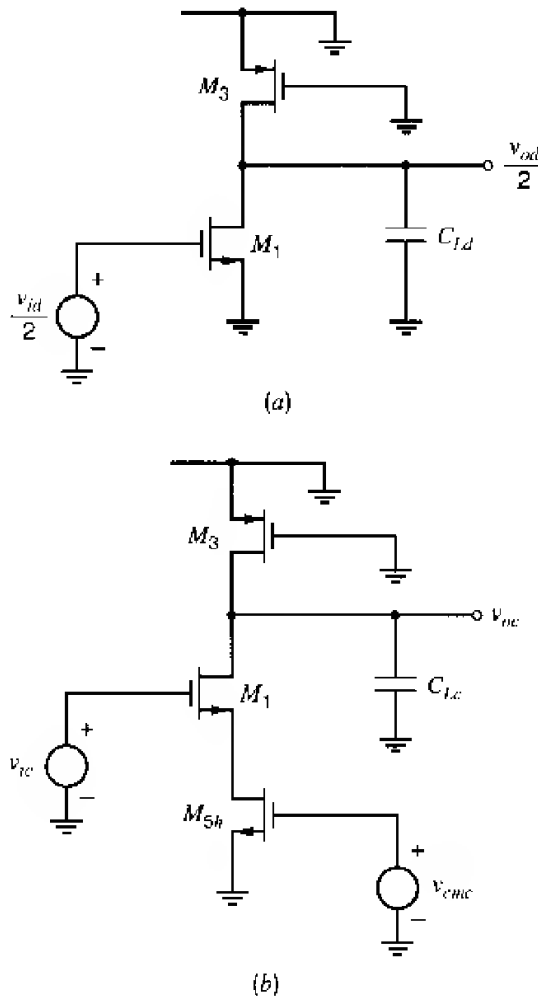 M3
vod
2
CLd
M1
+
vid
2
−
(a)
M3
voc
CLc
M1
+
vic
−
M5h
+
vcmc
−
(b)